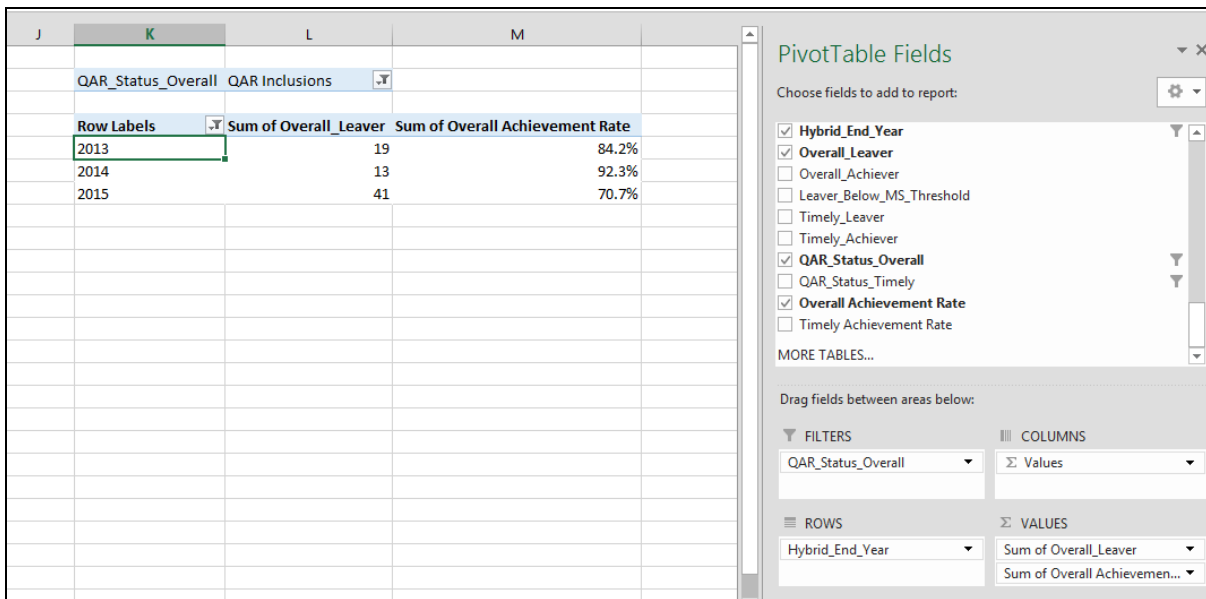 J K L M
QAR_Status_Overall QAR Inclusions
Row Labels Sum of Overall_Leaver Sum of Overall Achievement Rate
2013 19 84.2%
2014 13 92.3%
2015 41 70.7%
PivotTable Fields
Choose fields to add to report:
Hybrid_End_Year
Overall_Leaver
Overall_Achiever
Leaver_Below_MS_Threshold
Timely_Leaver
Timely_Achiever
QAR_Status_Overall
QAR_Status_Timely
Overall Achievement Rate
Timely Achievement Rate
MORE TABLES...
Drag fields between areas below:
FILTERS
QAR_Status_Overall
COLUMNS
Σ Values
ROWS
Hybrid_End_Year
Σ VALUES
Sum of Overall_Leaver
Sum of Overall Achievemen...